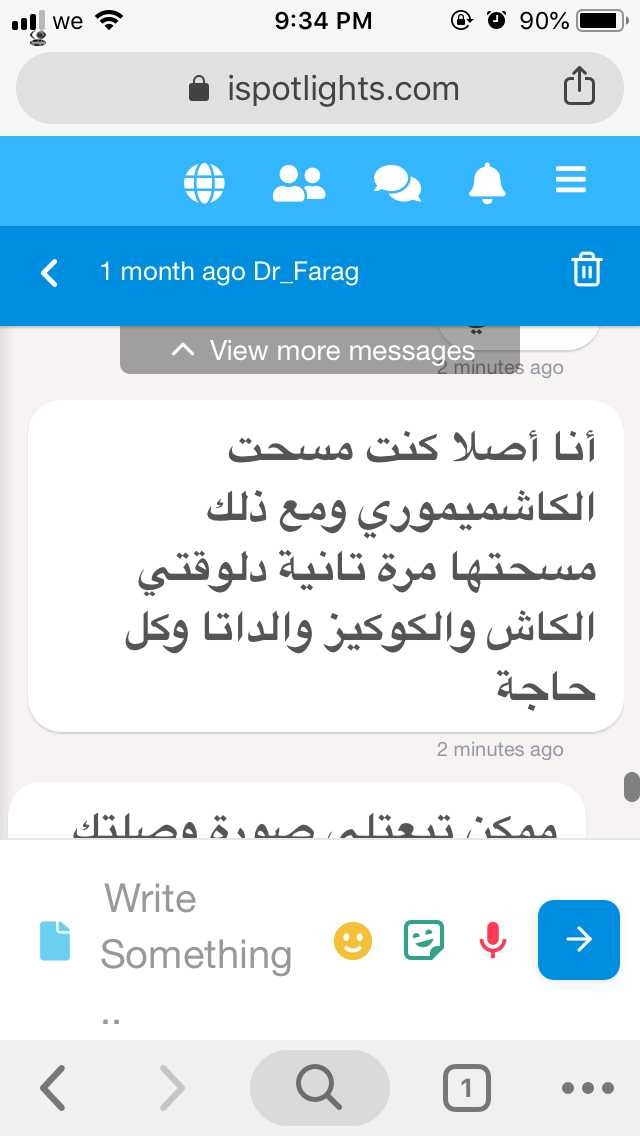 we 9:34 PM 90%
ispotlights.com
1 month ago Dr_Farag
View more messages
2 minutes ago
أنا أصلا كنت مسحت
الكاشميموري ومع ذلك
مسحتها مرة تانية دلوقتي
الكاش والكوكيز والداتا وكل
حاجة
2 minutes ago
ممكن تبعتلي صورة وصلتك
Write
Something
..
1